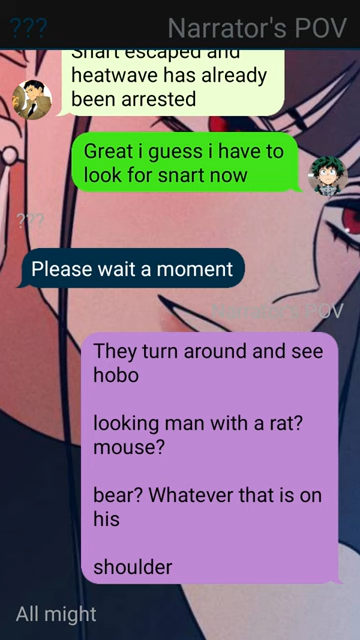 ???
Narrator's POV
Snart escaped and
heatwave has already
been arrested
Great i guess i have to
look for snart now
???
Please wait a moment
Narrator's POV
They turn around and see
hobo
looking man with a rat?
mouse?
bear? Whatever that is on
his
shoulder
All might